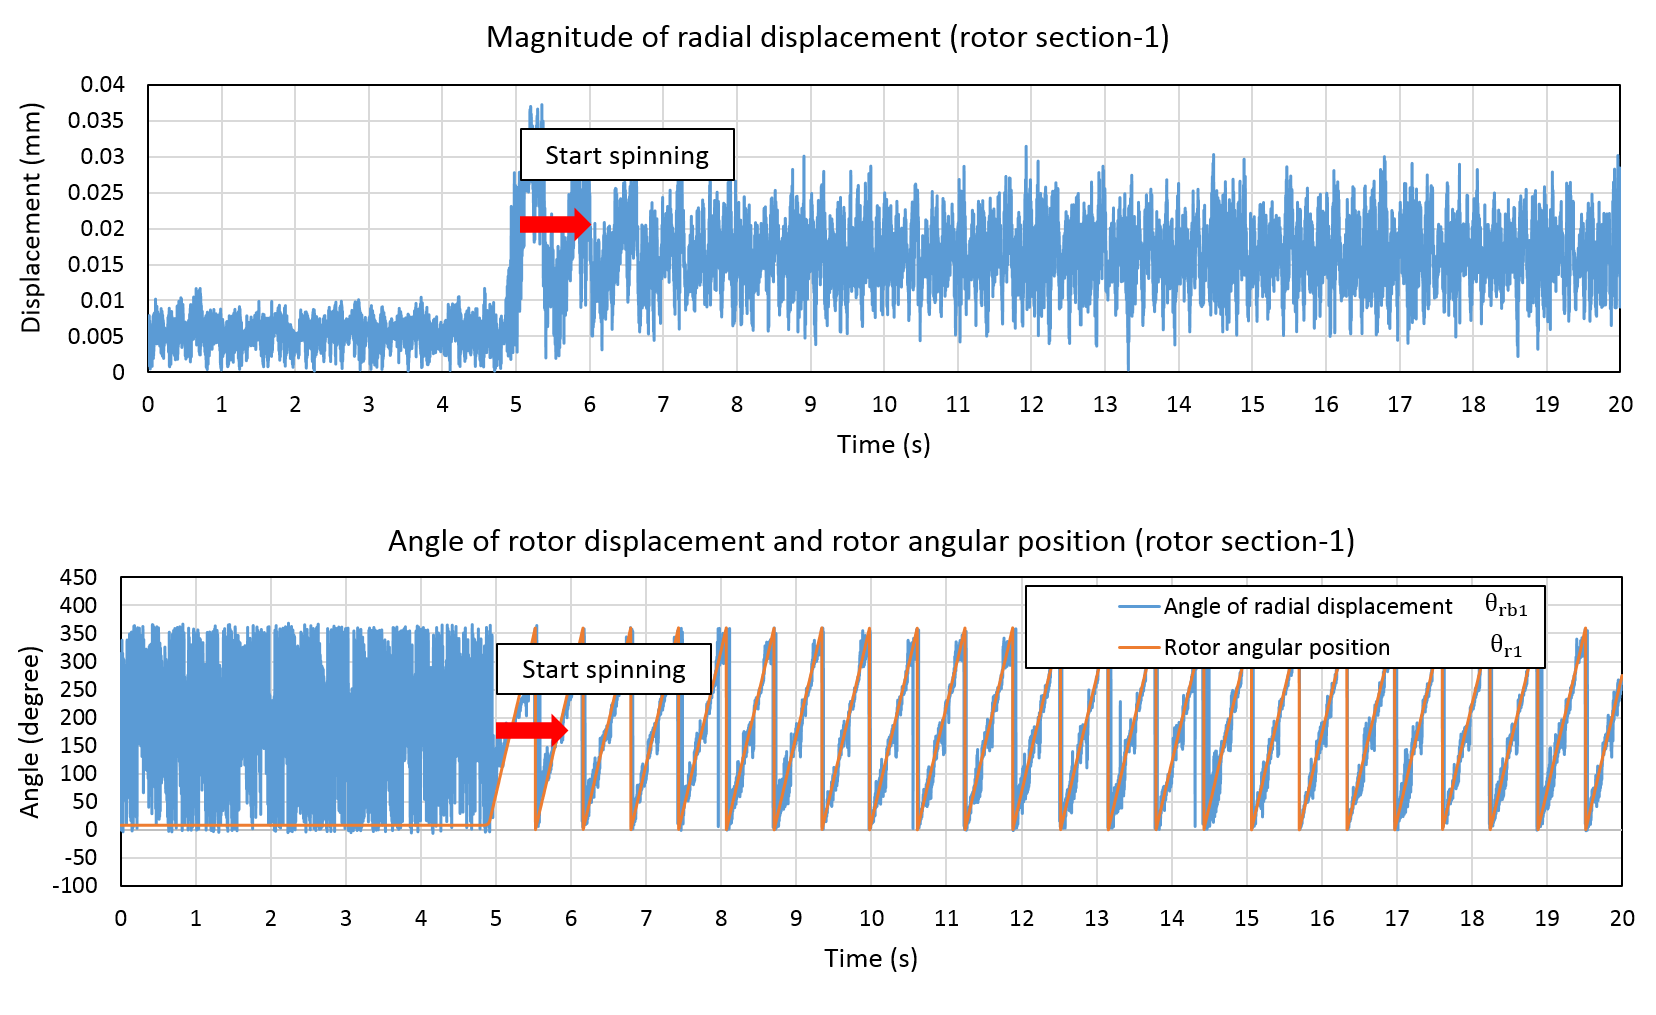 Magnitude of radial displacement (rotor section-1)
0.04
0.035
0.03
0.025
0.02
0.015
0.01
0.005
0
Displacement (mm)
Start spinning
0 1 2 3 4 5 6 7 8 9 10 11 12 13 14 15 16 17 18 19 20
Time (s)
Angle of rotor displacement and rotor angular position (rotor section-1)
450
400
350
300
250
200
150
100
50
0
-50
-100
Angle (degree)
Angle of radial displacement θrb1
Rotor angular position θr1
Start spinning
0 1 2 3 4 5 6 7 8 9 10 11 12 13 14 15 16 17 18 19 20
Time (s)